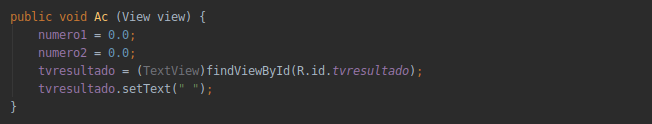 public void Ac (View view) {
numero1 = 0.0;
numero2 = 0.0;
tvresultado = (TextView)findViewById(R.id.tvresultado);
tvresultado.setText(" ");
}